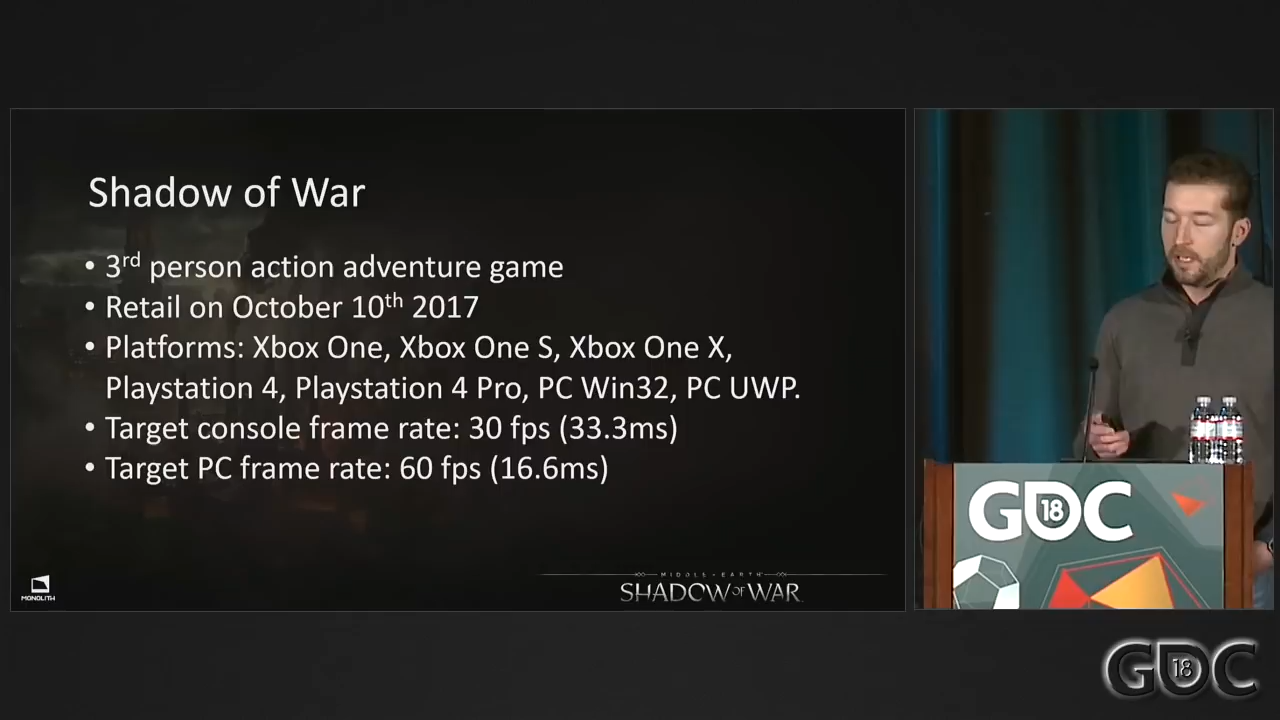 Shadow of War
• 3rd person action adventure game
• Retail on October 10th 2017
• Platforms: Xbox One, Xbox One S, Xbox One X,
Playstation 4, Playstation 4 Pro, PC Win32, PC UWP.
• Target console frame rate: 30 fps (33.3ms)
• Target PC frame rate: 60 fps (16.6ms)
MONOLITH
MIDDLE-EARTH
SHADOW OF WAR
GDC
18
GDC
18